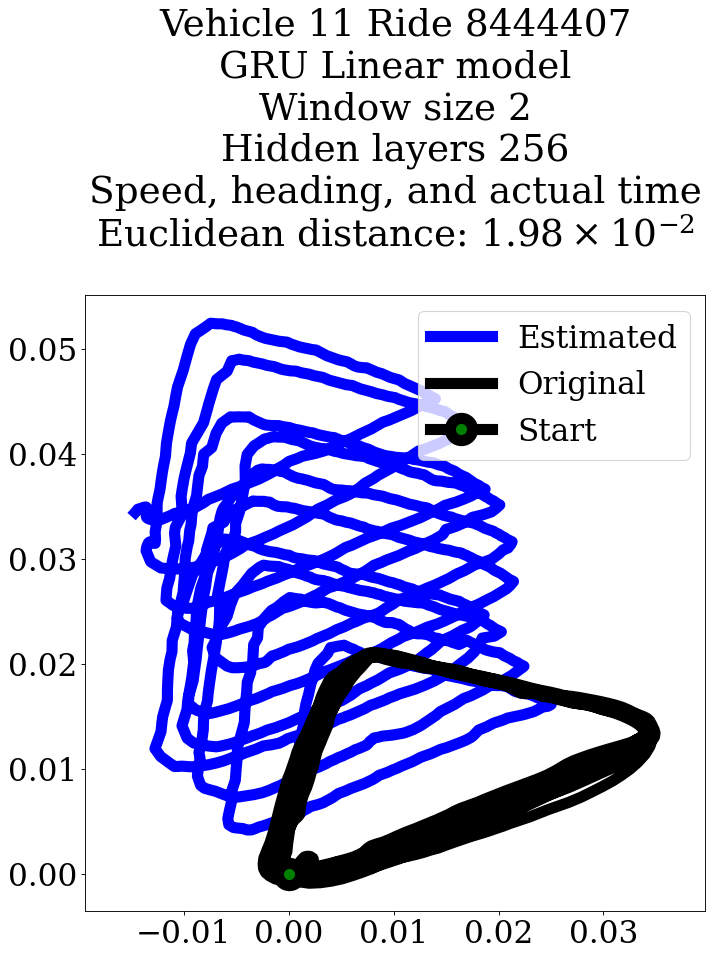 Vehicle 11 Ride 8444407
GRU Linear model
Window size 2
Hidden layers 256
Speed, heading, and actual time
Euclidean distance: 1.98 × 10⁻²
Estimated
Original
Start
0.05
0.04
0.03
0.02
0.01
0.00
−0.01 0.00 0.01 0.02 0.03